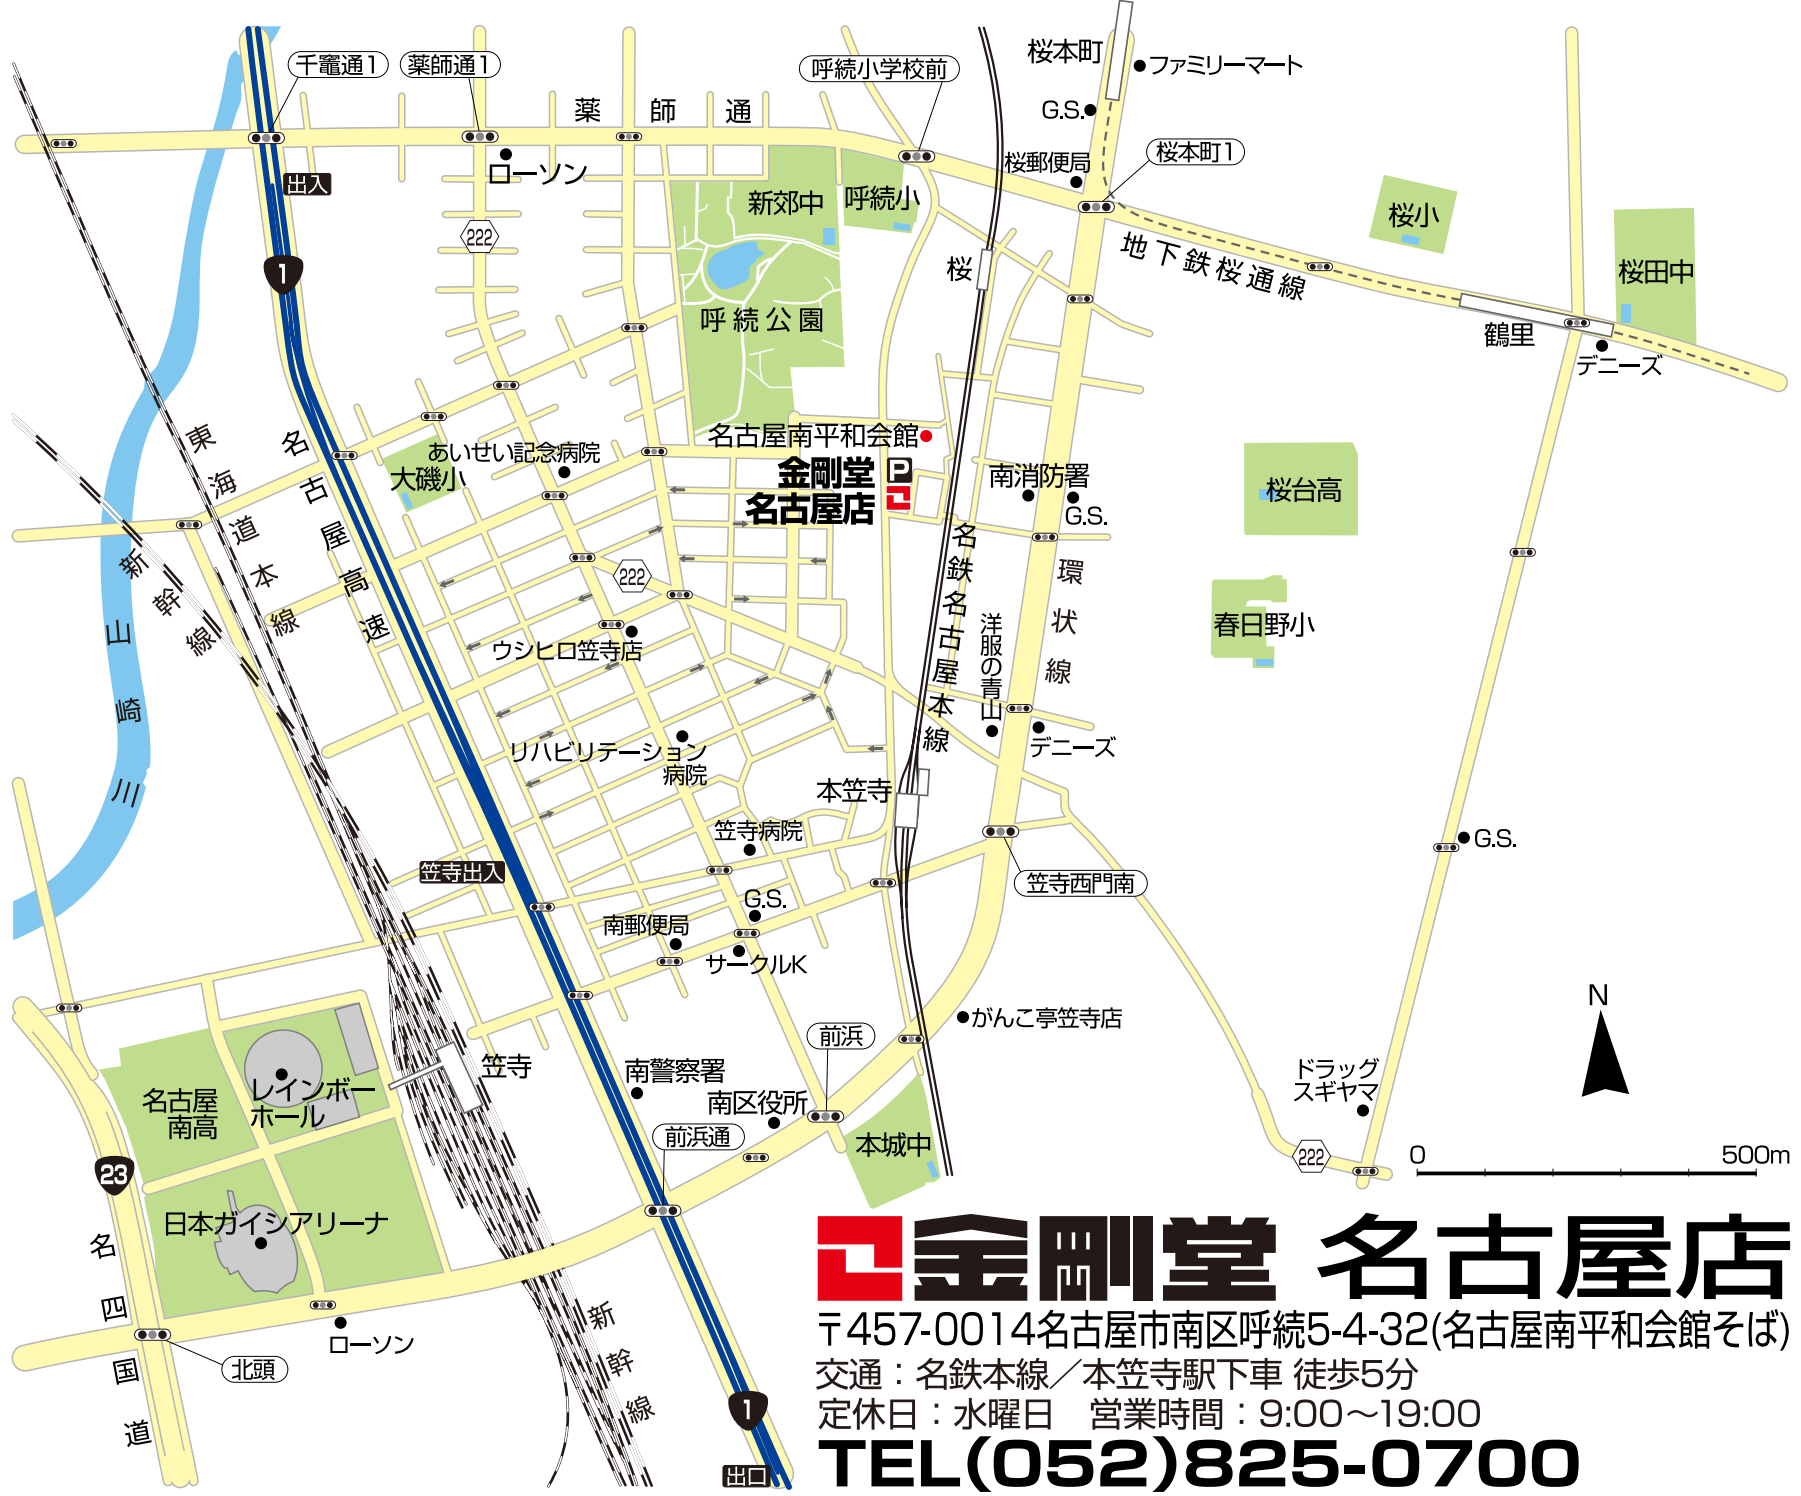 千竈通1
薬師通1
呼続小学校前
桜本町
ファミリーマート
薬師通
G.S.
桜郵便局
桜本町1
ローソン
出入
新郊中
呼続小
桜小
222
桜
地下鉄桜通線
桜田中
1
呼続公園
鶴里
デニーズ
東海道本線
名古屋高速
あいせい記念病院
大磯小
名古屋南平和会館
金剛堂
名古屋店
P
南消防署
G.S.
桜台高
新幹線
222
名鉄名古屋本線
環状線
春日野小
山崎川
ウシヒロ笠寺店
洋服の青山
デニーズ
リハビリテーション
病院
本笠寺
笠寺病院
G.S.
笠寺出入
笠寺西門南
G.S.
南郵便局
サークルK
がんこ亭笠寺店
N
前浜
笠寺
南警察署
南区役所
ドラッグ
スギヤマ
レインボー
ホール
名古屋
南高
前浜通
本城中
222
0
500m
23
日本ガイシアリーナ
名四国道
ローソン
北頭
新幹線
1
出口
金剛堂 名古屋店
〒457-0014名古屋市南区呼続5-4-32(名古屋南平和会館そば)
交通：名鉄本線／本笠寺駅下車 徒歩5分
定休日：水曜日　営業時間：9:00〜19:00
TEL(052)825-0700